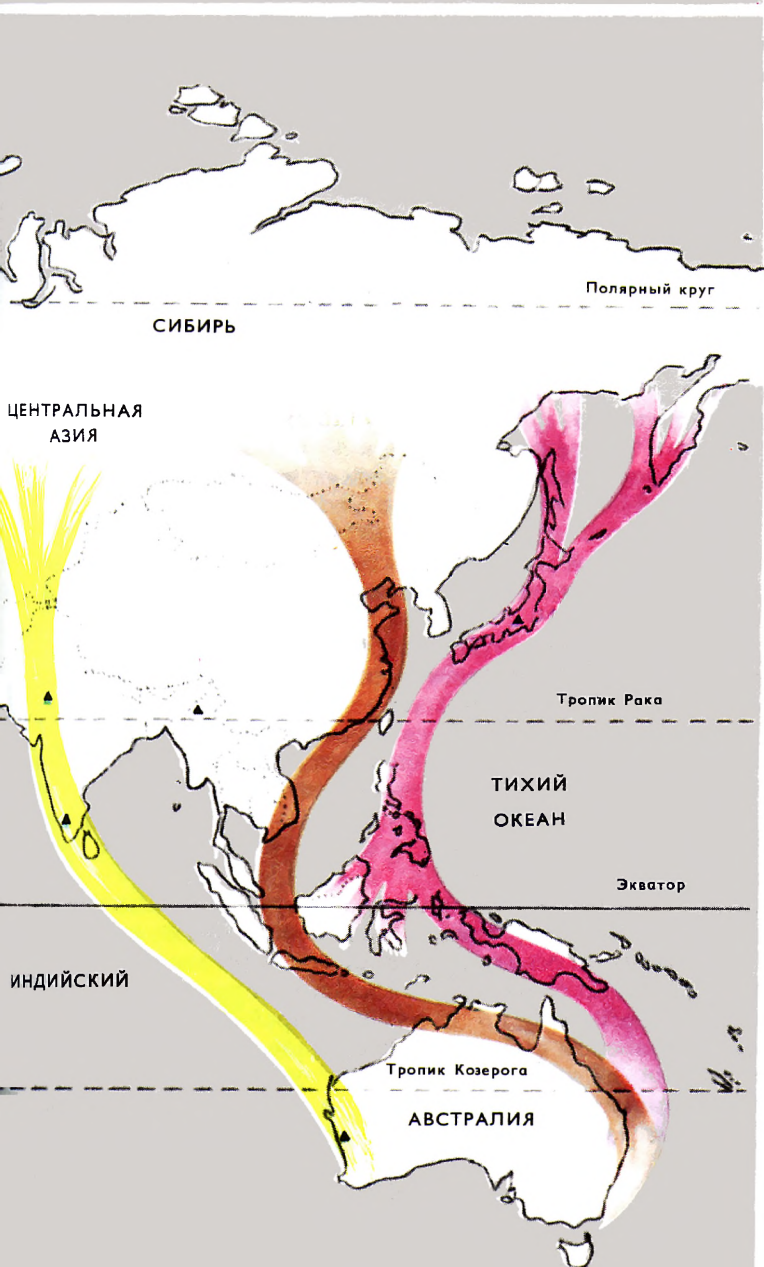 Полярный круг
СИБИРЬ
ЦЕНТРАЛЬНАЯ
АЗИЯ
Тропик Рака
ТИХИЙ
ОКЕАН
Экватор
ИНДИЙСКИЙ
Тропик Козерога
АВСТРАЛИЯ